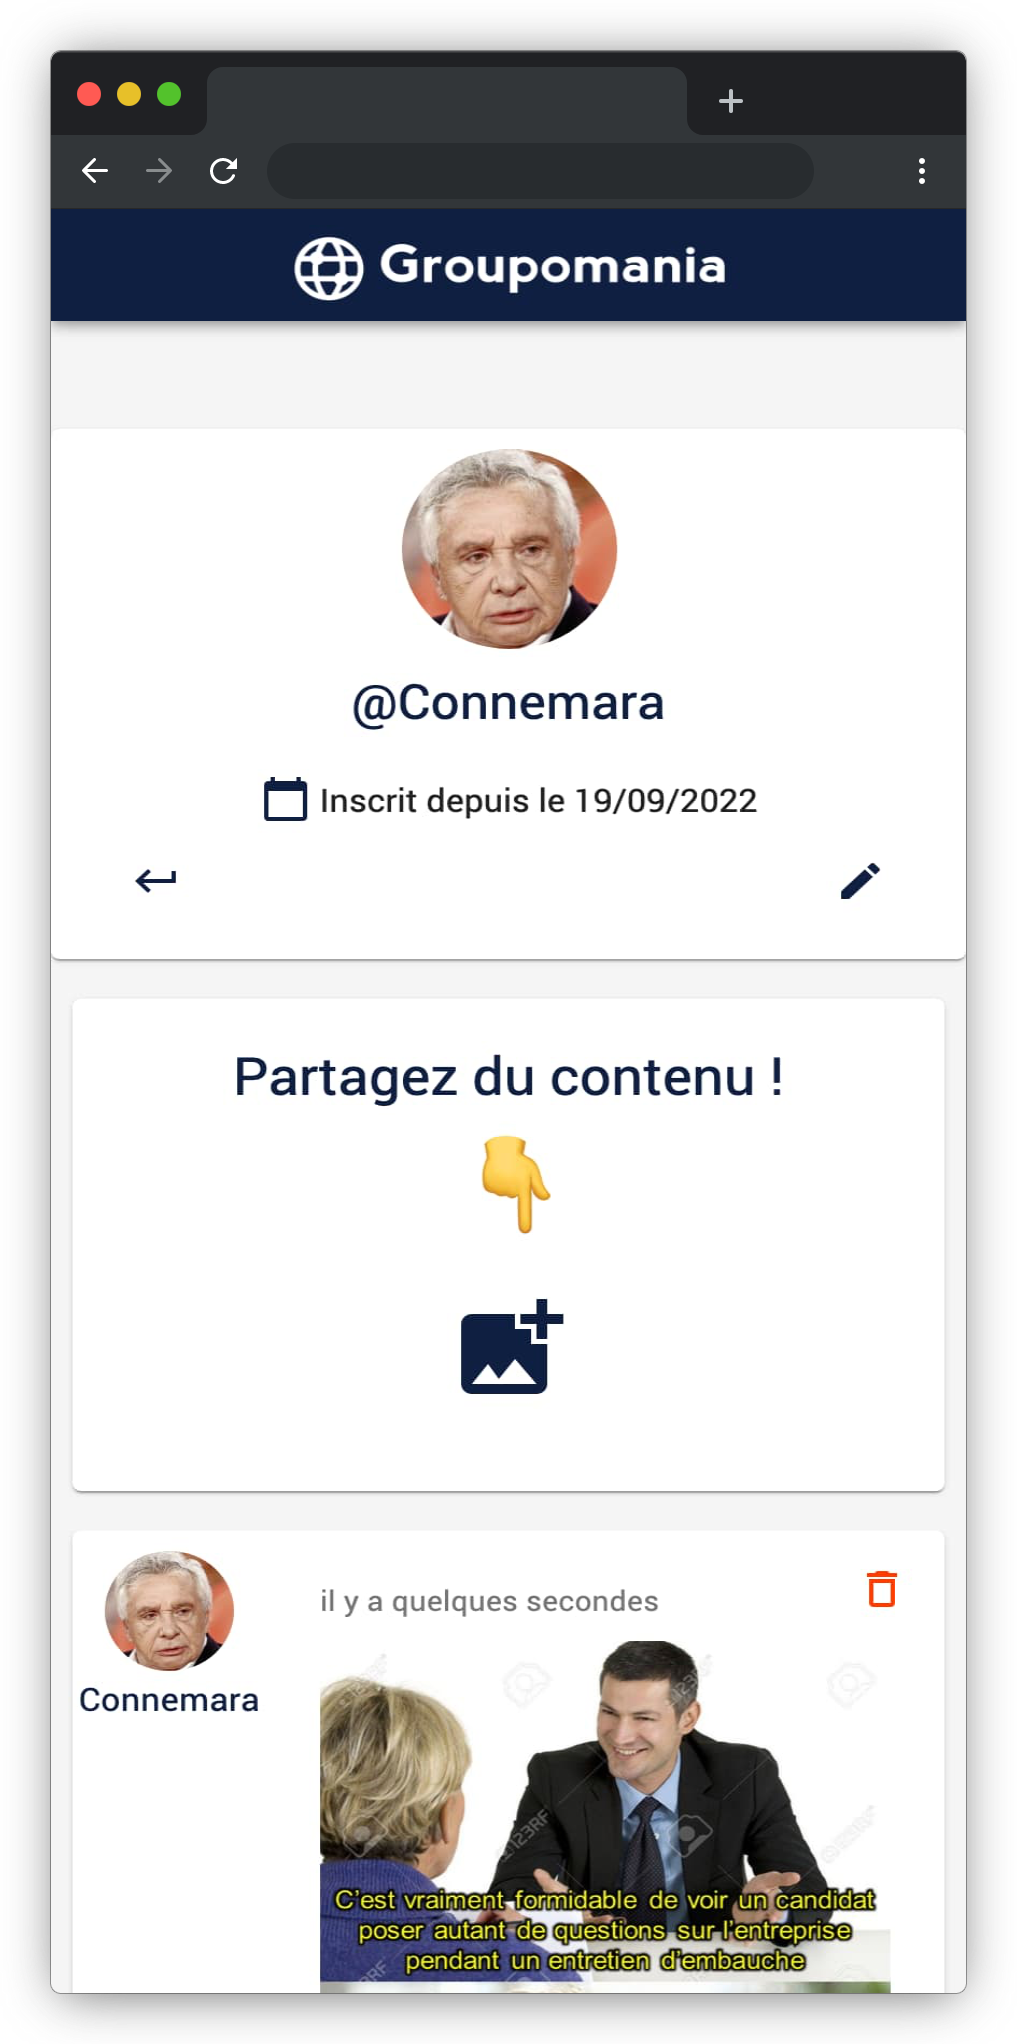 Groupomania
@Connemara
Inscrit depuis le 19/09/2022
Partagez du contenu !
il y a quelques secondes
Connemara
C'est vraiment formidable de voir un candidat
poser autant de questions sur l'entreprise
pendant un entretien d'embauche
123RF